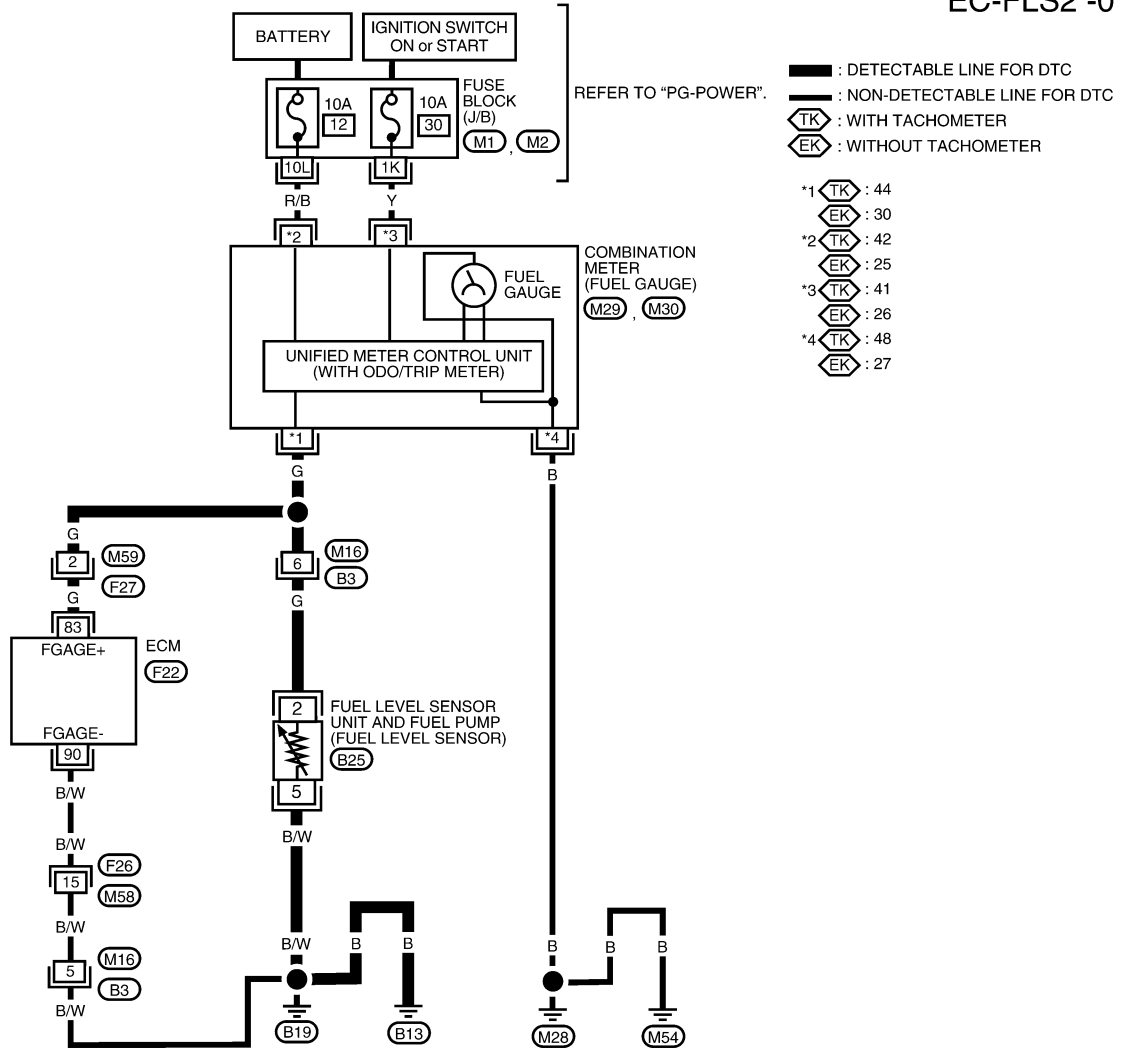 EC-FLS2 -0
BATTERY
IGNITION SWITCH
ON or START
10A
12
10A
30
FUSE
BLOCK
(J/B)
M1 , M2
REFER TO “PG-POWER”.
: DETECTABLE LINE FOR DTC
: NON-DETECTABLE LINE FOR DTC
TK : WITH TACHOMETER
EK : WITHOUT TACHOMETER
*1 TK : 44
EK : 30
*2 TK : 42
EK : 25
*3 TK : 41
EK : 26
*4 TK : 48
EK : 27
10L
1K
R/B
Y
*2
*3
FUEL
GAUGE
COMBINATION
METER
(FUEL GAUGE)
M29 , M30
UNIFIED METER CONTROL UNIT
(WITH ODO/TRIP METER)
*1
*4
G
B
G
2
M59
F27
G
83
FGAGE+
ECM
F22
FGAGE-
90
B/W
B/W
F26
15
M58
B/W
M16
5
B3
B/W
6
M16
B3
G
2
FUEL LEVEL SENSOR
UNIT AND FUEL PUMP
(FUEL LEVEL SENSOR)
B25
5
B/W
B/W
B
B
B
B
B
B19
B13
M28
M54